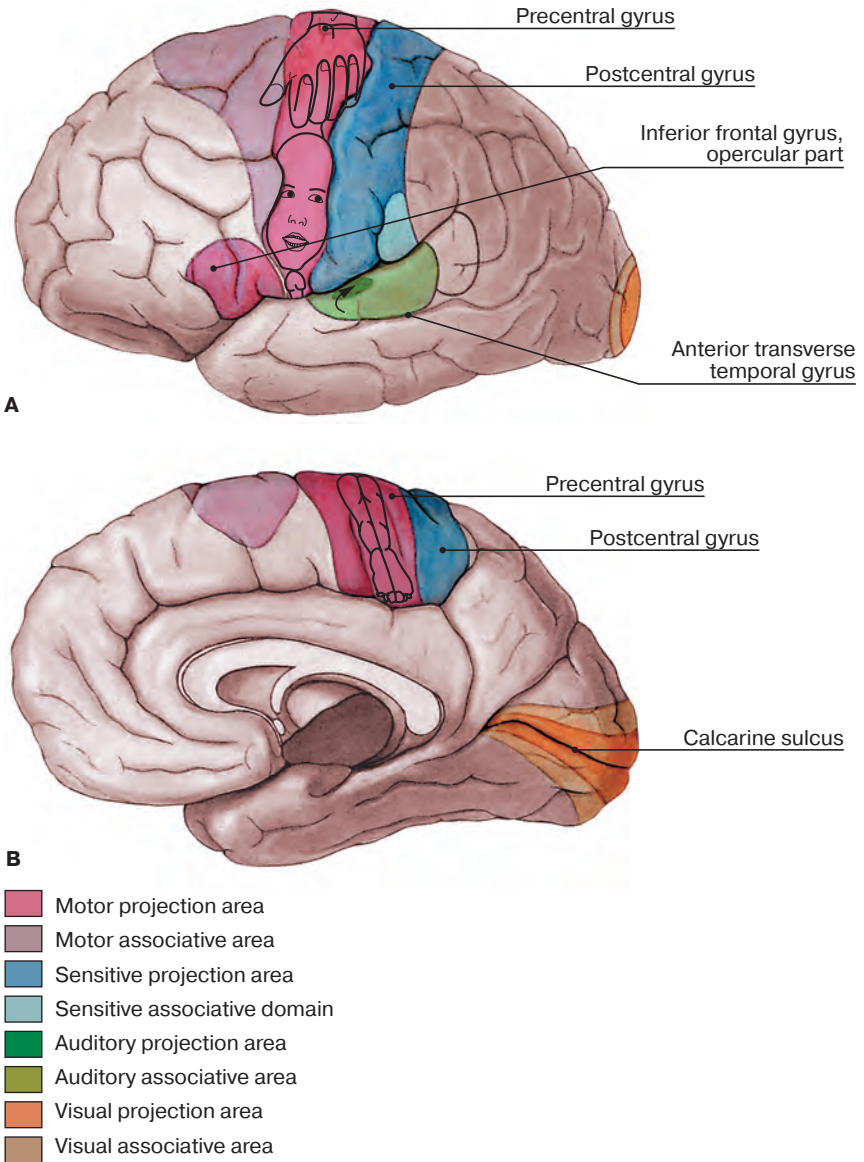 Precentral gyrus
Postcentral gyrus
Inferior frontal gyrus,
opercular part
Anterior transverse
temporal gyrus
A
Precentral gyrus
Postcentral gyrus
Calcarine sulcus
B
Motor projection area
Motor associative area
Sensitive projection area
Sensitive associative domain
Auditory projection area
Auditory associative area
Visual projection area
Visual associative area